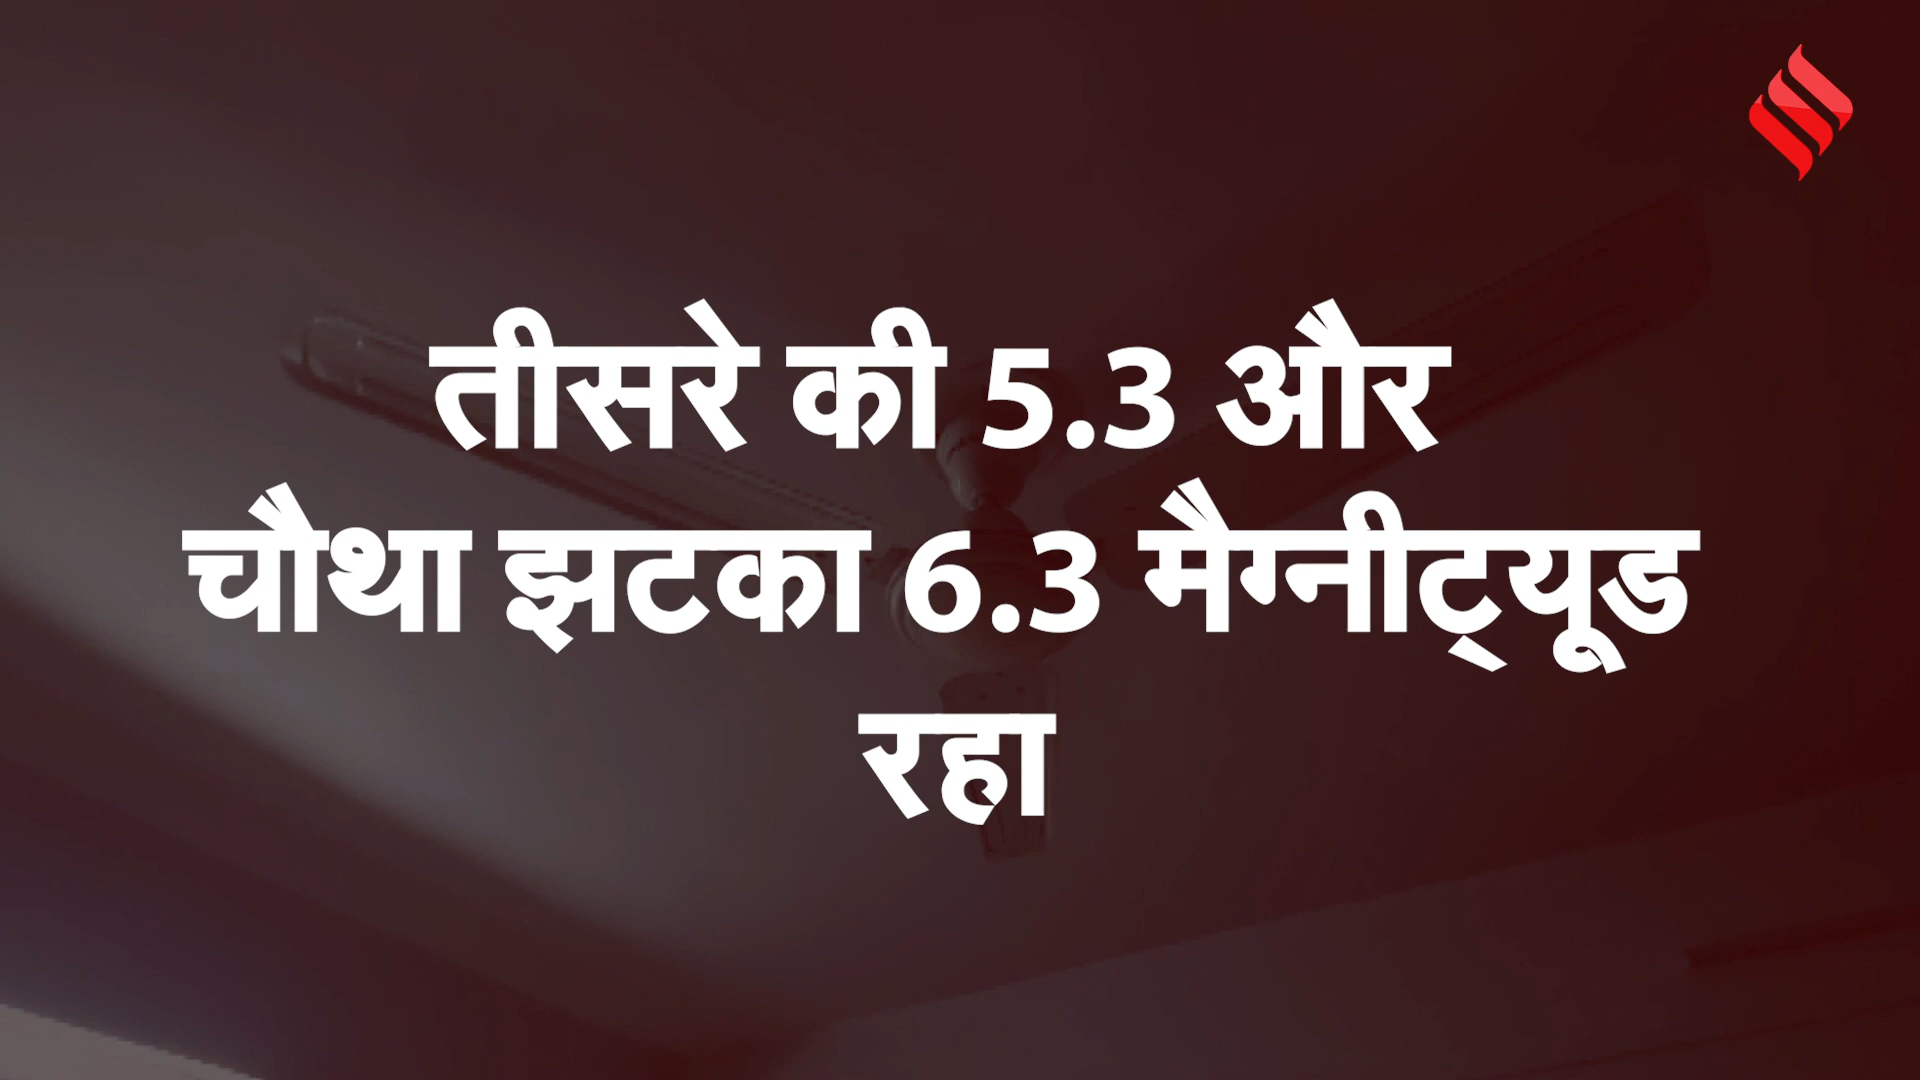 तीसरे की 5.3 और
चौथा झटका 6.3 मैग्नीट्यूड
रहा